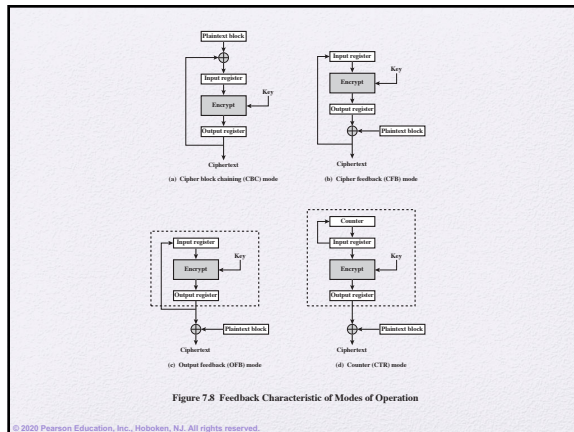 Plaintext block
Input register
Key
Encrypt
Output register
Ciphertext
(a) Cipher block chaining (CBC) mode
Input register
Key
Encrypt
Output register
Plaintext block
Ciphertext
(b) Cipher feedback (CFB) mode
Input register
Key
Encrypt
Output register
Plaintext block
Ciphertext
(c) Output feedback (OFB) mode
Counter
Input register
Key
Encrypt
Output register
Plaintext block
Ciphertext
(d) Counter (CTR) mode
Figure 7.8 Feedback Characteristic of Modes of Operation
© 2020 Pearson Education, Inc., Hoboken, NJ. All rights reserved.